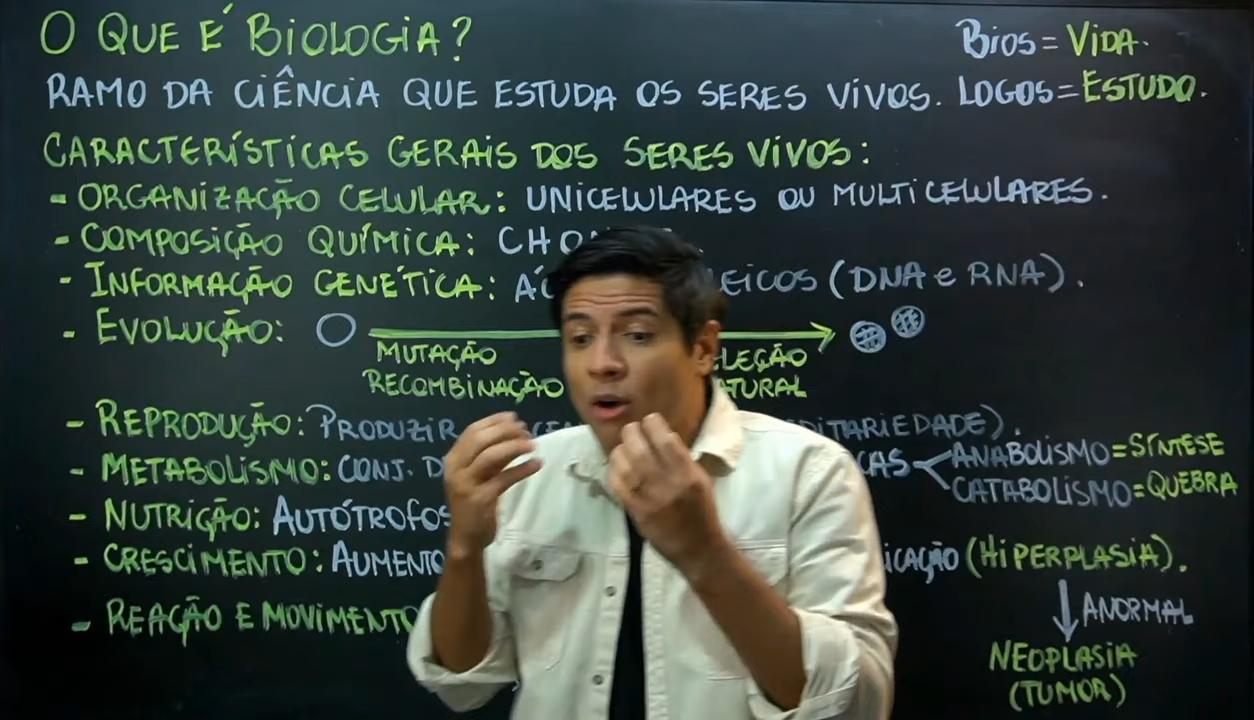 O QUE É BIOLOGIA?
BIOS = VIDA.
RAMO DA CIÊNCIA QUE ESTUDA OS SERES VIVOS.
LOGOS = ESTUDO.
CARACTERÍSTICAS GERAIS DOS SERES VIVOS:
- ORGANIZAÇÃO CELULAR: UNICELULARES OU MULTICELULARES.
- COMPOSIÇÃO QUÍMICA:
- INFORMAÇÃO GENÉTICA: (DNA e RNA).
- EVOLUÇÃO:
MUTAÇÃO
RECOMBINAÇÃO
- REPRODUÇÃO: PRODUZIR
- METABOLISMO: CONJ. ANABOLISMO = SÍNTESE
CATABOLISMO = QUEBRA
- NUTRIÇÃO: AUTÓTROFOS
- CRESCIMENTO: AUMENTO (HIPERPLASIA).
ANORMAL
NEOPLASIA
(TUMOR)
- REAÇÃO E MOVIMENTO